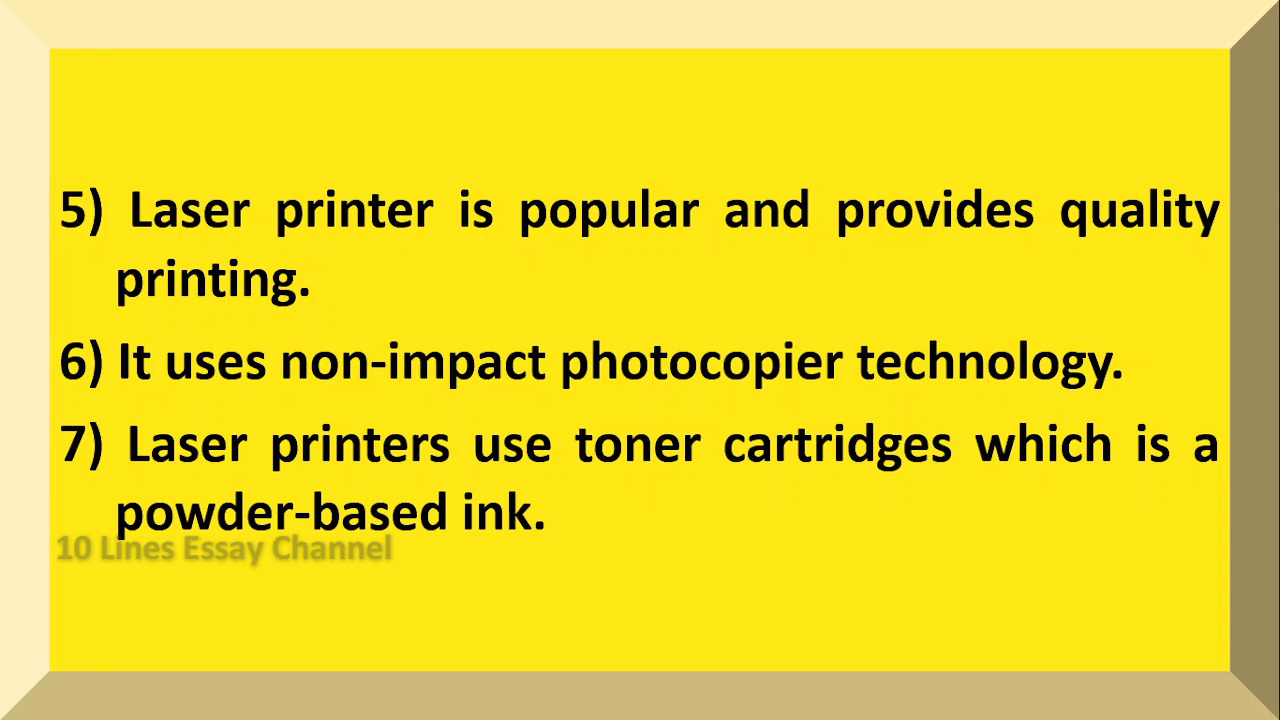 5) Laser printer is popular and provides quality
printing.
6) It uses non-impact photocopier technology.
7) Laser printers use toner cartridges which is a
powder-based ink.
10 Lines Essay Channel